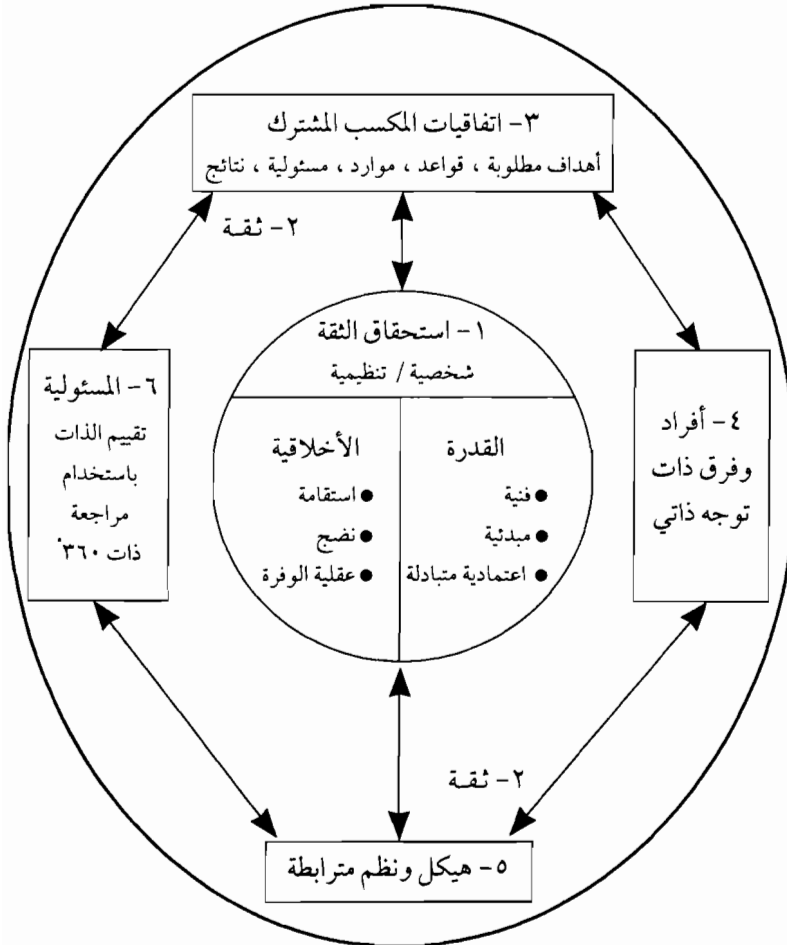 ٣- اتفاقيات المكسب المشترك
أهداف مطلوبة ، قواعد ، موارد ، مسئولية ، نتائج
٢- ثقة
١- استحقاق الثقة
شخصية / تنظيمية
القدرة
● فنية
● مبدئية
● اعتمادية متبادلة
الأخلاقية
● استقامة
● نضج
● عقلية الوفرة
٤- أفراد
وفرق ذات
توجه ذاتي
٦- المسئولية
تقييم الذات
باستخدام
مراجعة
ذات ٣٦٠°
٢- ثقة
٥- هيكل ونظم مترابطة